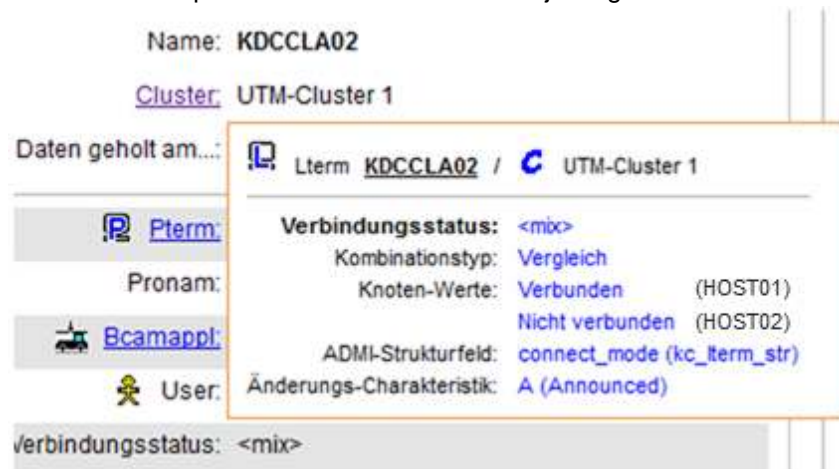 Name: KDCCLA02
Cluster: UTM-Cluster 1
Daten geholt am...:
Lterm KDCCLA02 / C UTM-Cluster 1
Pterm:
Verbindungsstatus: <mix>
Kombinationstyp: Vergleich
Pronam:
Knoten-Werte: Verbunden (HOST01)
Nicht verbunden (HOST02)
Bcamappl:
ADMI-Strukturfeld: connect_mode (kc_lterm_str)
User:
Änderungs-Charakteristik: A (Announced)
Verbindungsstatus: <mix>